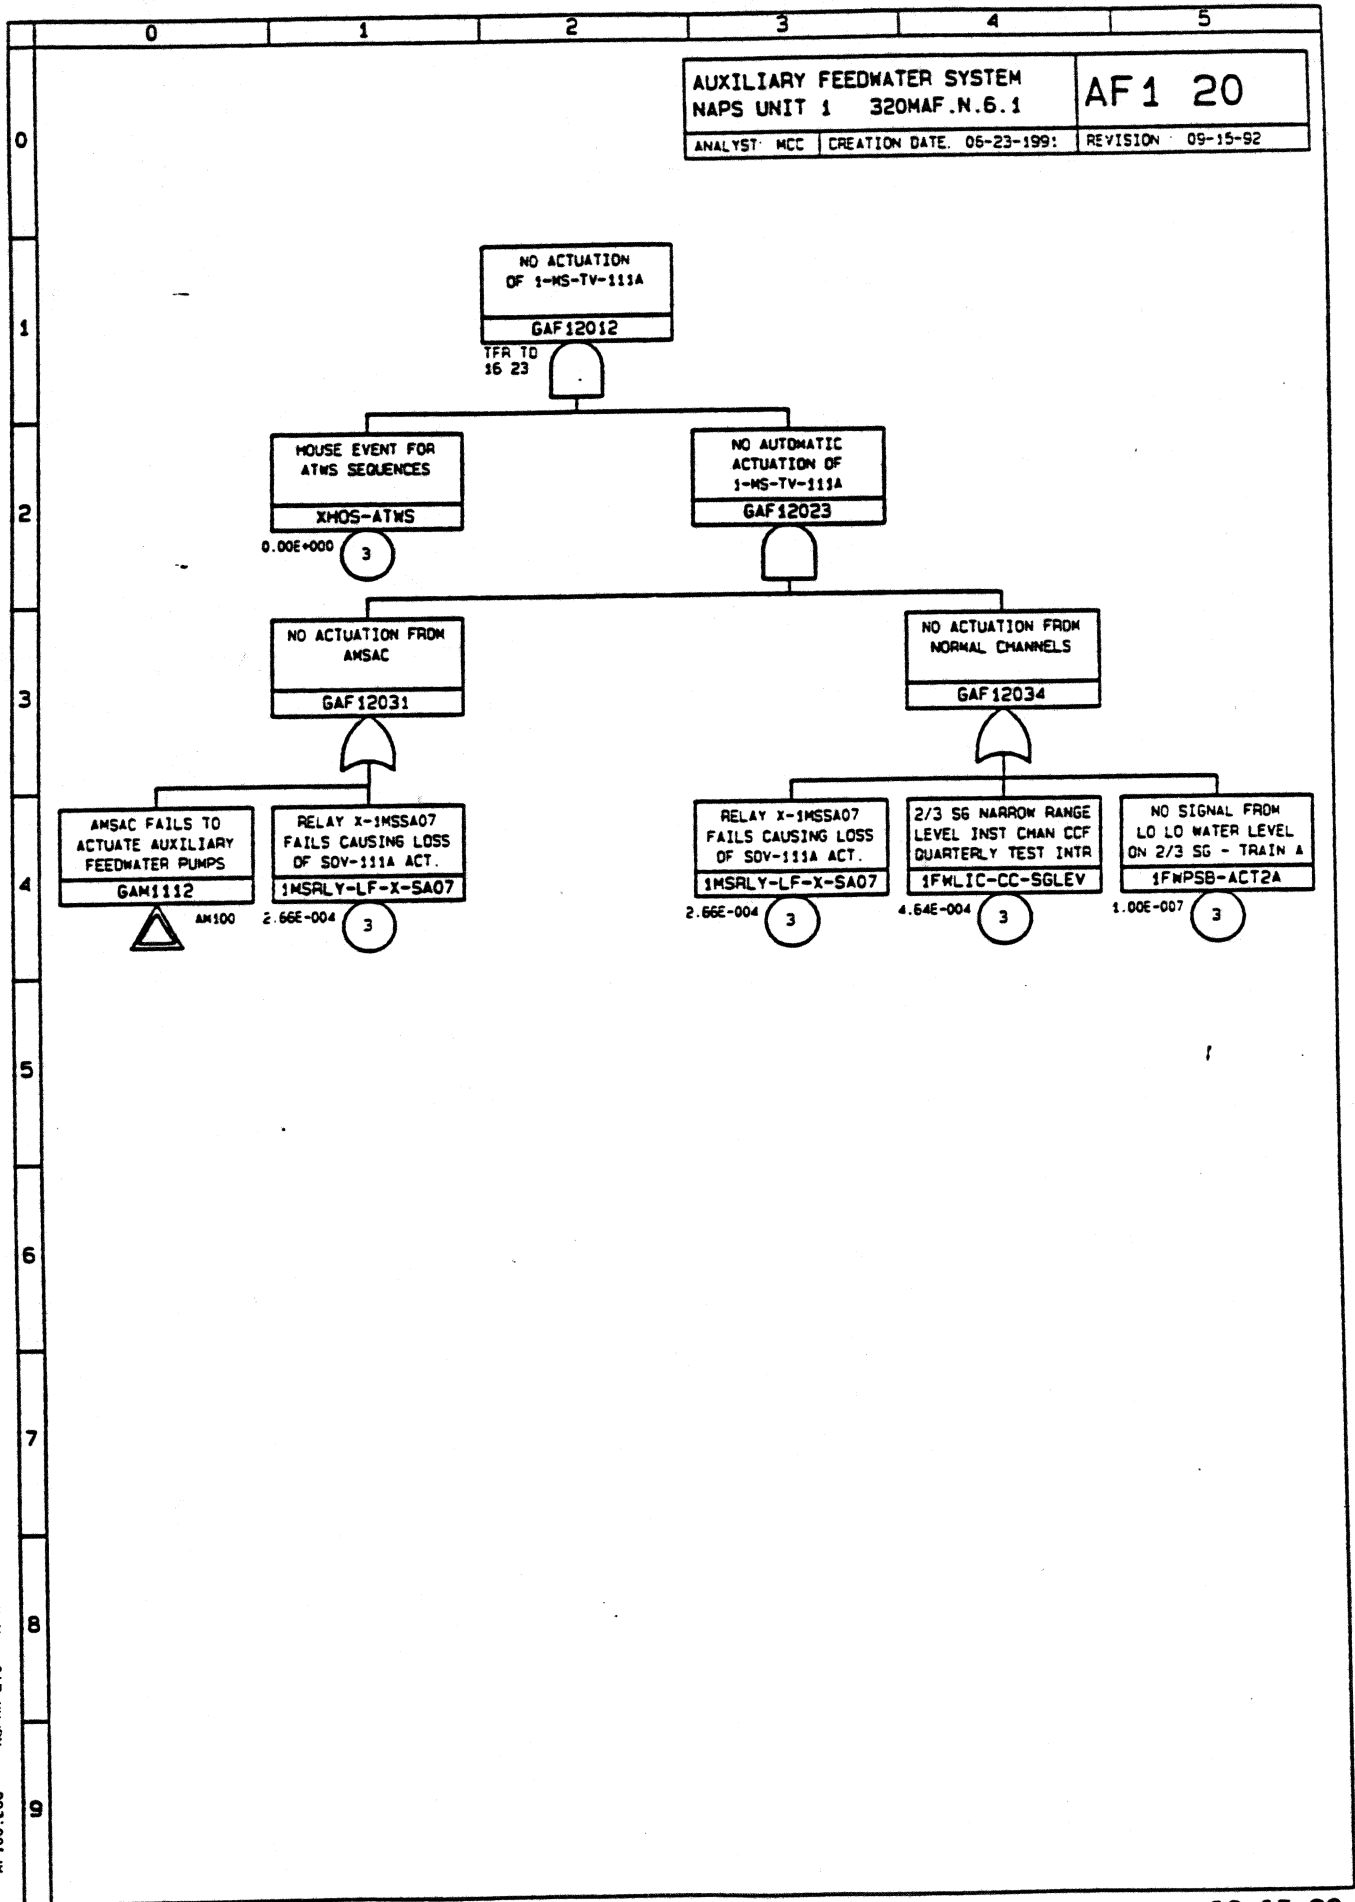 0 1 2 3 4 5
AUXILIARY FEEDWATER SYSTEM
NAPS UNIT 1 320MAF.N.6.1
AF1 20
ANALYST: MCC CREATION DATE. 06-23-1991 REVISION : 09-15-92
0
NO ACTUATION
OF 1-MS-TV-111A
1
GAF12012
TFR TO
16 23
HOUSE EVENT FOR
ATWS SEQUENCES
NO AUTOMATIC
ACTUATION OF
1-MS-TV-111A
2
XHOS-ATWS
GAF12023
0.00E+000
3
NO ACTUATION FROM
AMSAC
NO ACTUATION FROM
NORMAL CHANNELS
3
GAF12031
GAF12034
AMSAC FAILS TO
ACTUATE AUXILIARY
FEEDWATER PUMPS
GAM1112
AM100
RELAY X-1MSSA07
FAILS CAUSING LOSS
OF SOV-111A ACT.
1MSRLY-LF-X-SA07
2.66E-004
3
RELAY X-1MSSA07
FAILS CAUSING LOSS
OF SOV-111A ACT.
1MSRLY-LF-X-SA07
2.66E-004
3
2/3 SG NARROW RANGE
LEVEL INST CHAN CCF
QUARTERLY TEST INTR
1FWLIC-CC-SGLEV
4.64E-004
3
NO SIGNAL FROM
LO LO WATER LEVEL
ON 2/3 SG - TRAIN A
1FWPSB-ACT2A
1.00E-007
3
4
5
6
7
8
9